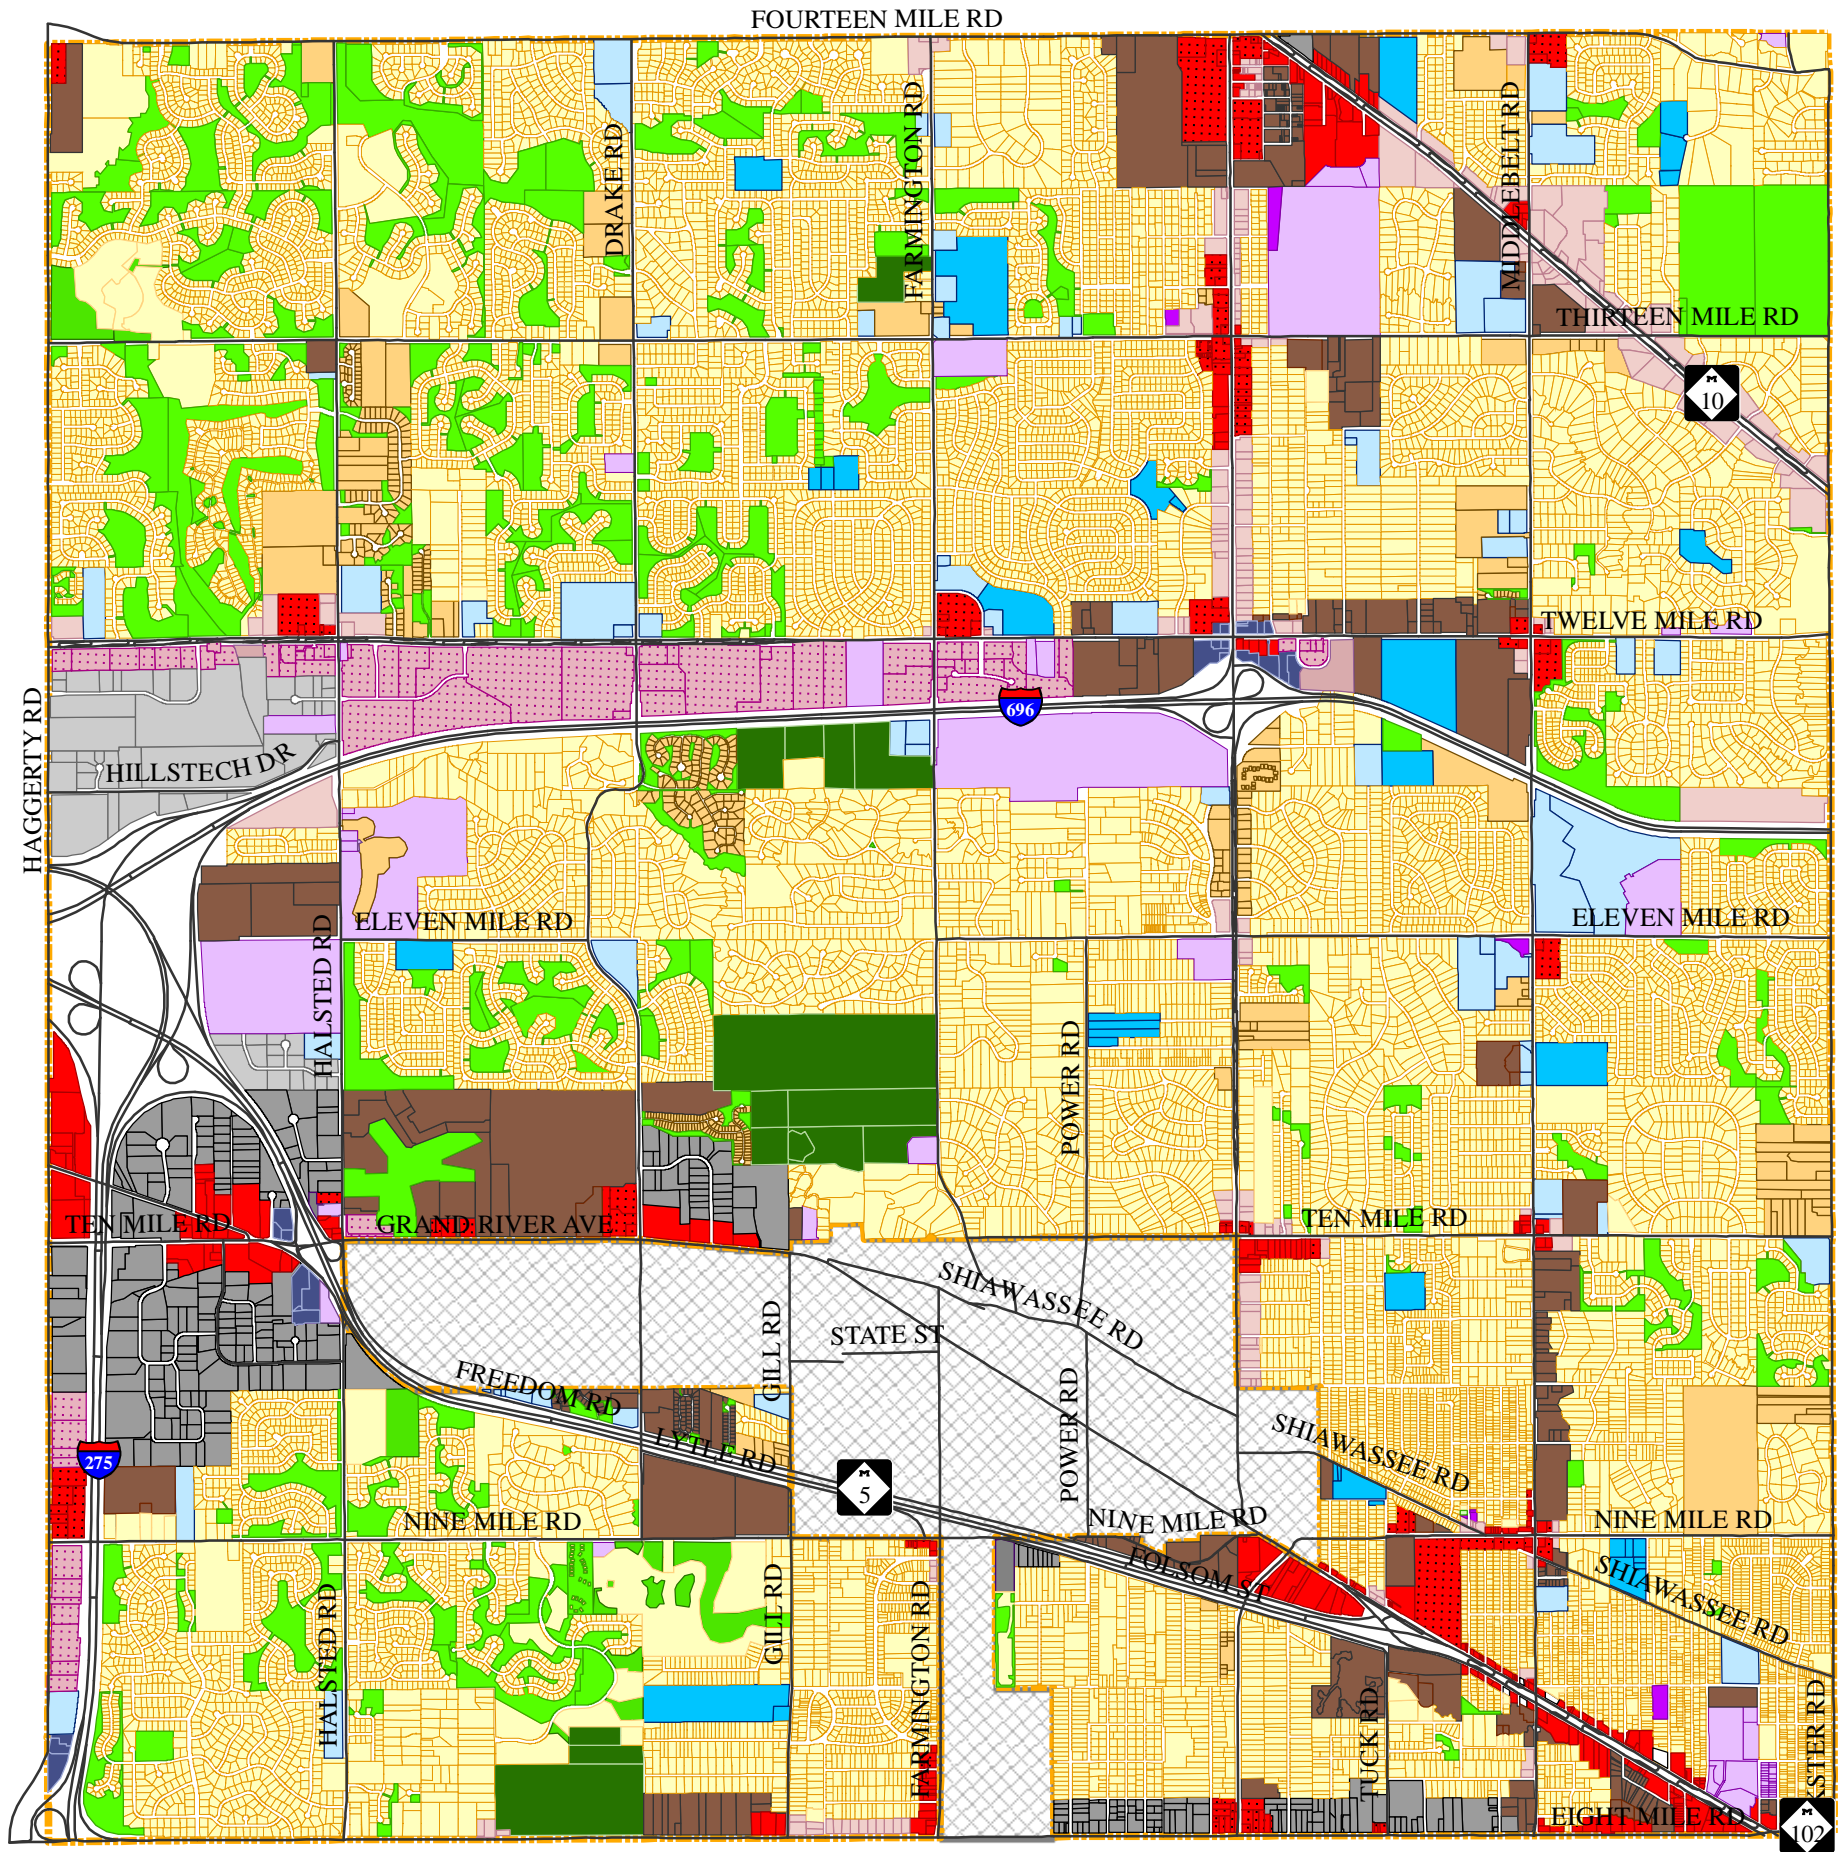 FOURTEEN MILE RD
DRAKE RD
FARMINGTON RD
MIDDLEBELT RD
THIRTEEN MILE RD
M
10
TWELVE MILE RD
HAGGERTY RD
696
HILLSTECH DR
HALSTED RD
ELEVEN MILE RD
ELEVEN MILE RD
POWER RD
TEN MILE RD
GRAND RIVER AVE
TEN MILE RD
SHIAWASSEE RD
GILL RD
STATE ST
FREEDOM RD
POWER RD
LYTLE RD
SHIAWASSEE RD
275
M
5
NINE MILE RD
NINE MILE RD
NINE MILE RD
FOLSOM ST
SHIAWASSEE RD
HALSTED RD
GILL RD
FARMINGTON RD
TUCK RD
KSTER RD
EIGHT MILE RD
M
102